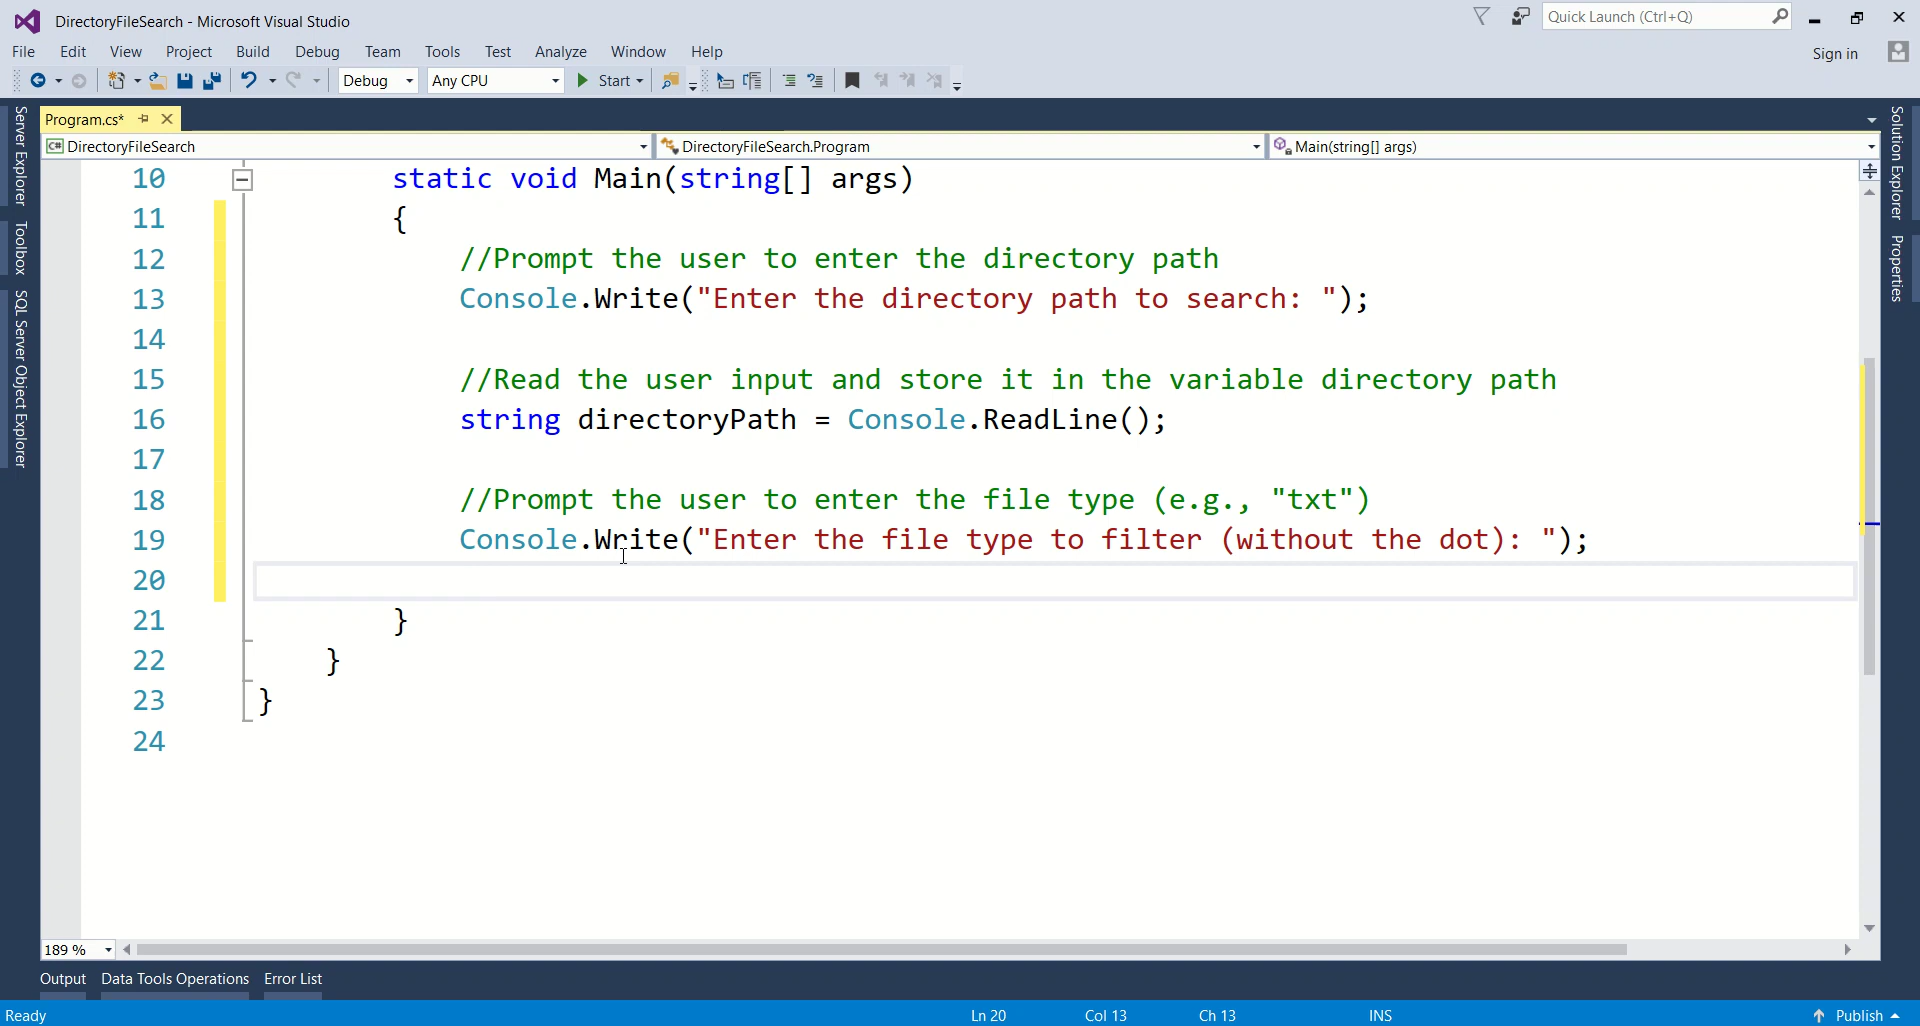 DirectoryFileSearch - Microsoft Visual Studio
Quick Launch (Ctrl+Q)
File Edit View Project Build Debug Team Tools Test Analyze Window Help
Sign in
Debug Any CPU Start
Server Explorer
Toolbox
SQL Server Object Explorer
Program.cs*
DirectoryFileSearch DirectoryFileSearch.Program Main(string[] args)
10 static void Main(string[] args)
11 {
12 //Prompt the user to enter the directory path
13 Console.Write("Enter the directory path to search: ");
14
15 //Read the user input and store it in the variable directory path
16 string directoryPath = Console.ReadLine();
17
18 //Prompt the user to enter the file type (e.g., "txt")
19 Console.Write("Enter the file type to filter (without the dot): ");
20
21 }
22 }
23 }
24
Solution Explorer
Properties
189 %
Output Data Tools Operations Error List
Ready Ln 20 Col 13 Ch 13 INS Publish